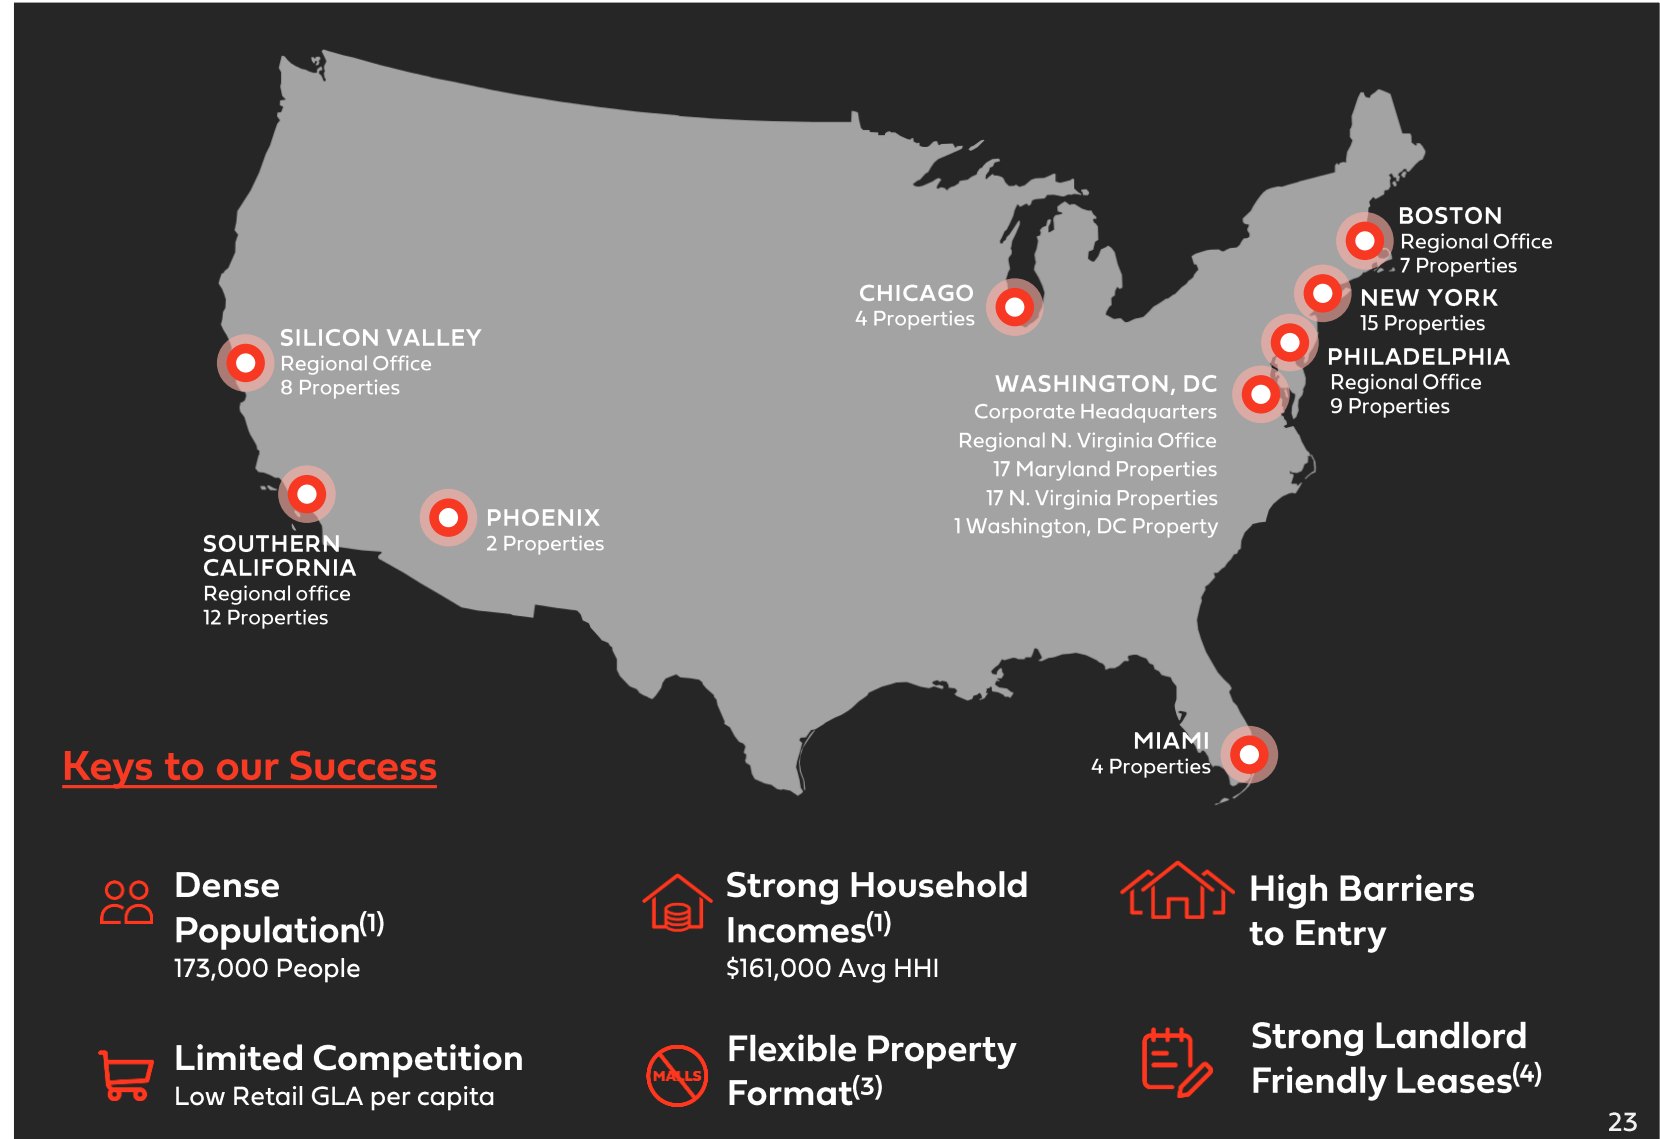 BOSTON
Regional Office
7 Properties
CHICAGO
4 Properties
NEW YORK
15 Properties
SILICON VALLEY
Regional Office
8 Properties
PHILADELPHIA
Regional Office
9 Properties
WASHINGTON, DC
Corporate Headquarters
Regional N. Virginia Office
17 Maryland Properties
17 N. Virginia Properties
1 Washington, DC Property
PHOENIX
2 Properties
SOUTHERN
CALIFORNIA
Regional office
12 Properties
MIAMI
4 Properties
Keys to our Success
Dense
Population(1)
173,000 People
Strong Household
Incomes(1)
$161,000 Avg HHI
High Barriers
to Entry
Limited Competition
Low Retail GLA per capita
MALLS
Flexible Property
Format(3)
Strong Landlord
Friendly Leases(4)
23